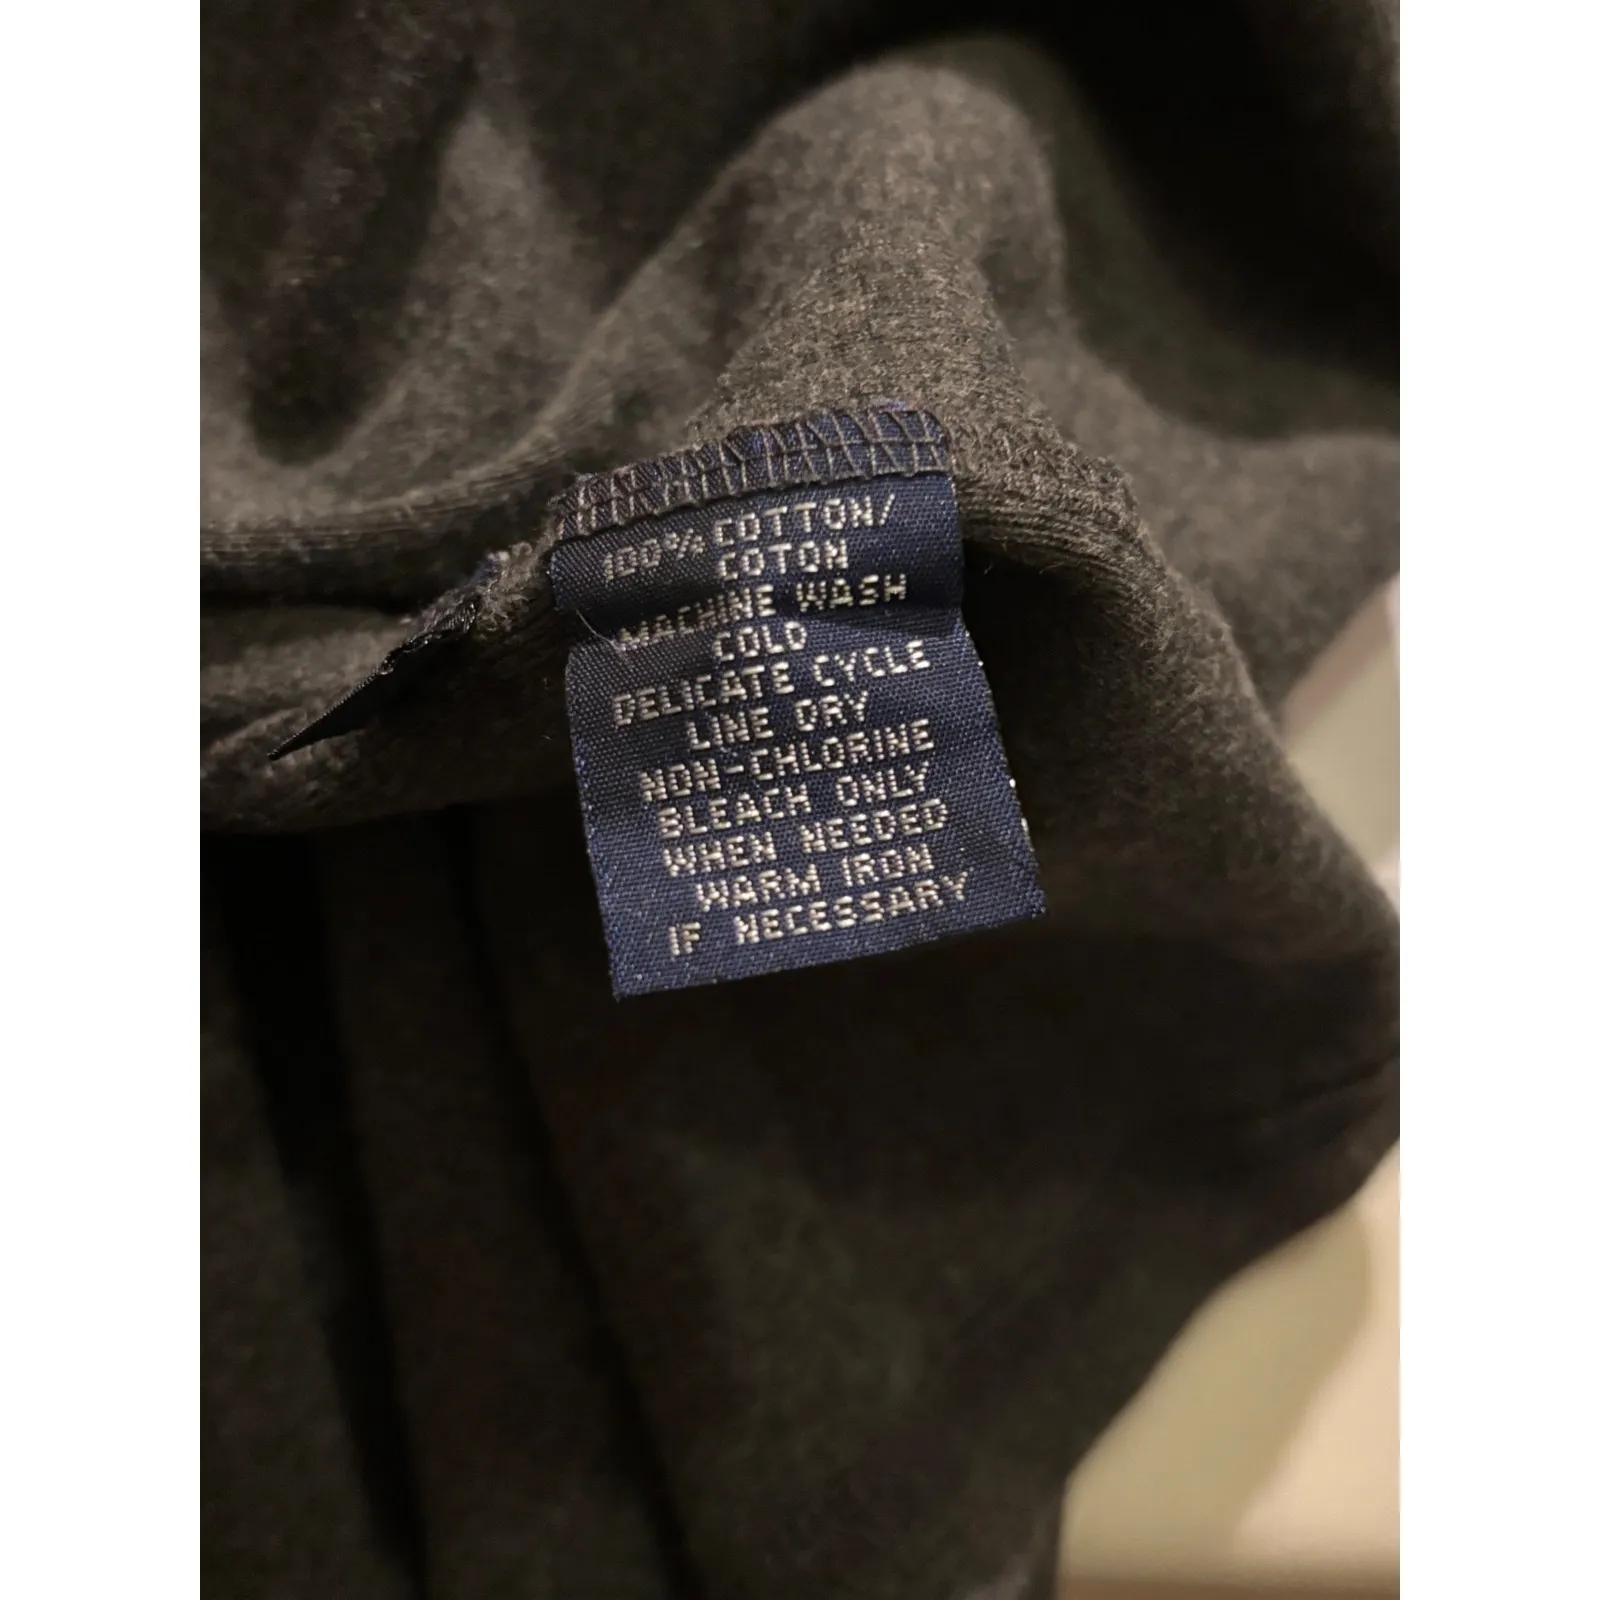 100% COTTON/
COTON
MACHINE WASH
COLD
DELICATE CYCLE
LINE DRY
NON-CHLORINE
BLEACH ONLY
WHEN NEEDED
WARM IRON
IF NECESSARY